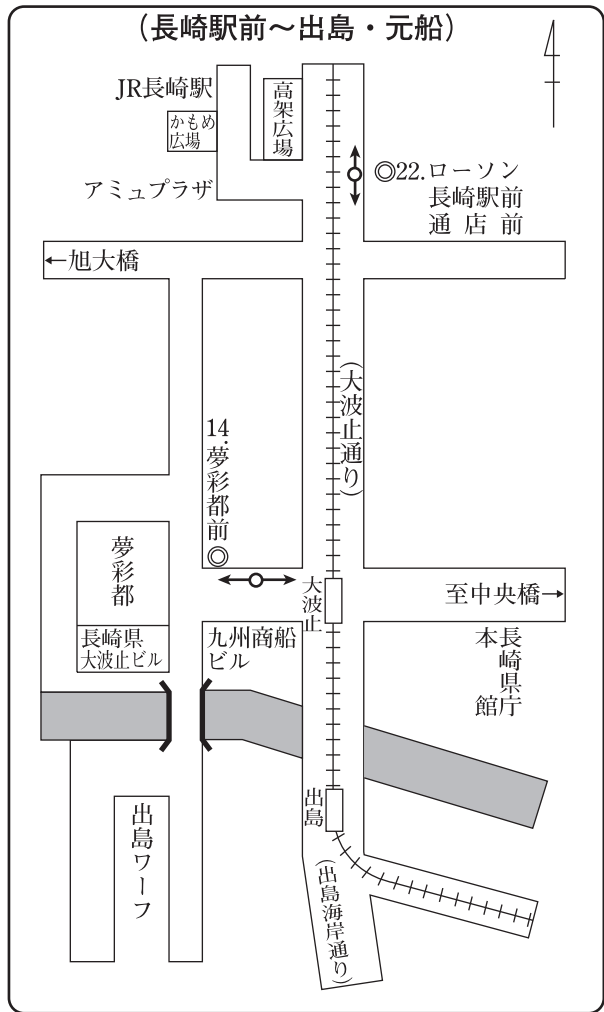 (長崎駅前～出島・元船)
JR長崎駅
かもめ
広場
高架広場
アミュプラザ
◎22.ローソン
長崎駅前
通店前
←旭大橋
(大波止通り)
14.夢彩都前
◎
夢彩都
長崎県
大波止ビル
九州商船
ビル
大波止
至中央橋→
長崎県庁
本館
出島
出島ワーフ
(出島海岸通り)